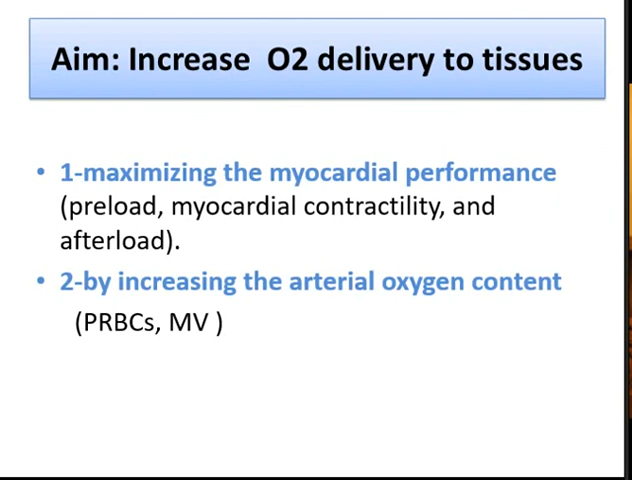 Aim: Increase O2 delivery to tissues
• 1-maximizing the myocardial performance
(preload, myocardial contractility, and
afterload).
• 2-by increasing the arterial oxygen content
(PRBCs, MV )